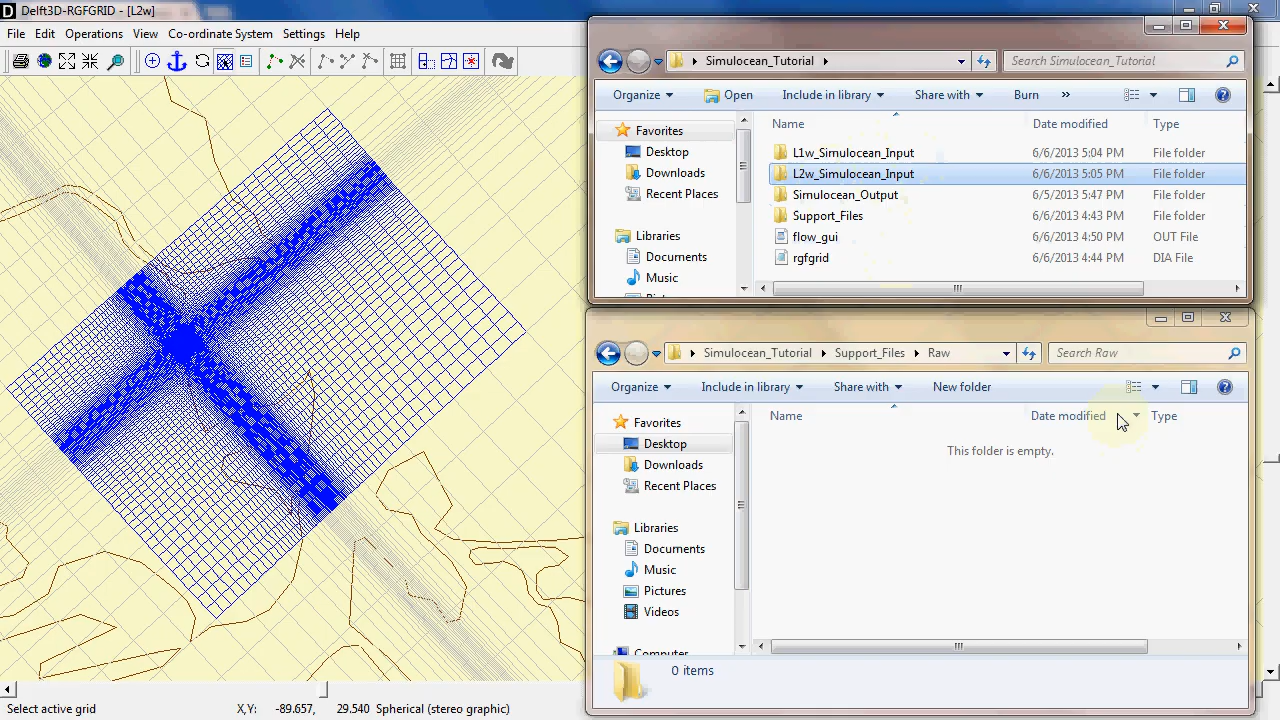 Delft3D-RGFGRID - [L2w]
File Edit Operations View Co-ordinate System Settings Help
Simulocean_Tutorial
Search Simulocean_Tutorial
Organize Open Include in library Share with Burn »
Favorites
Desktop
Downloads
Recent Places
Libraries
Documents
Music
Name Date modified Type
L1w_Simulocean_Input 6/6/2013 5:04 PM File folder
L2w_Simulocean_Input 6/6/2013 5:05 PM File folder
Simulocean_Output 6/5/2013 5:47 PM File folder
Support_Files 6/6/2013 4:43 PM File folder
flow_gui 6/6/2013 4:50 PM OUT File
rgfgrid 6/6/2013 4:44 PM DIA File
Simulocean_Tutorial Support_Files Raw
Search Raw
Organize Include in library Share with New folder
Favorites
Desktop
Downloads
Recent Places
Libraries
Documents
Music
Pictures
Videos
Computer
Name Date modified Type
This folder is empty.
0 items
Select active grid X,Y: -89.657, 29.540 Spherical (stereo graphic)